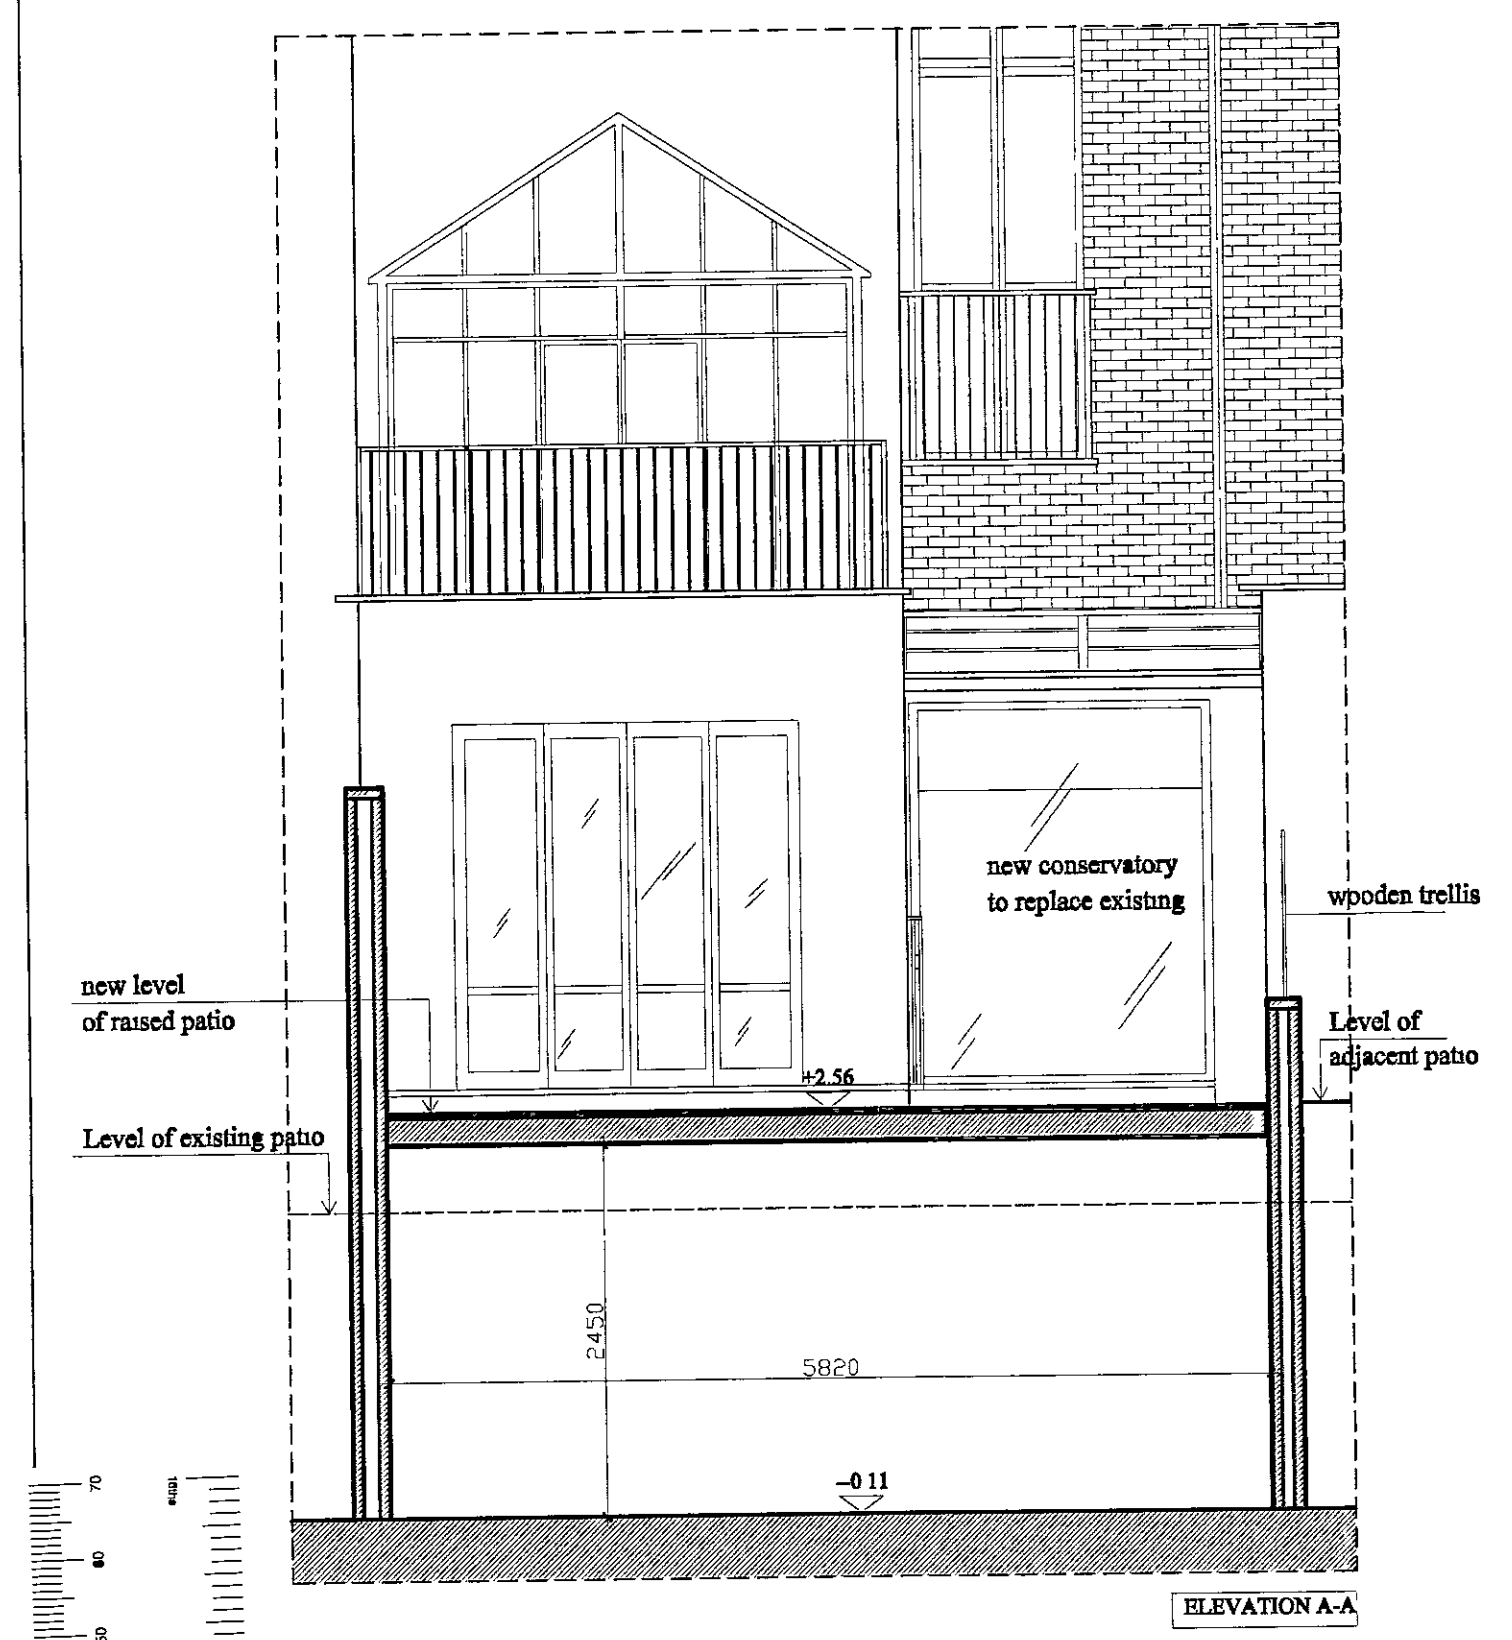 new conservatory
to replace existing
wooden trellis
new level
of raised patio
Level of
adjacent patio
+2.56
Level of existing patio
2450
5820
–0 11
70
60
50
ELEVATION A-A